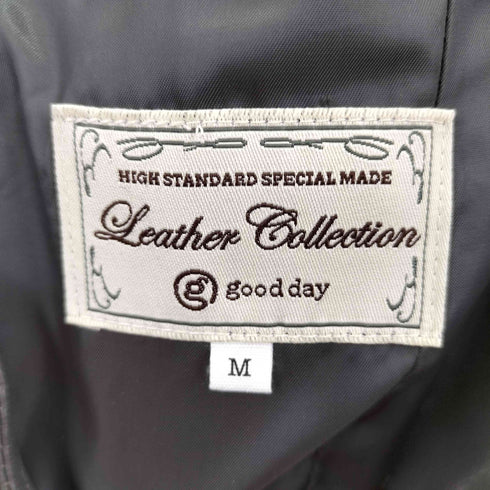 HIGH STANDARD SPECIAL MADE
Leather Collection
g good day
M